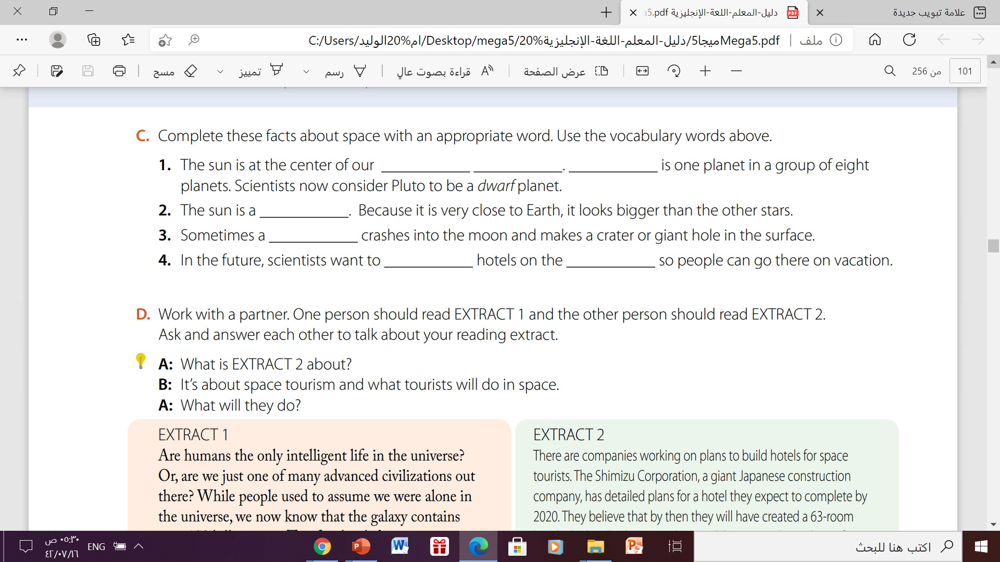 علامة تبويب جديدة
دليل-المعلم-اللغة-الإنجليزية a5.pdf
PDF
ملف
C:/Users/ام%20الوليد/Desktop/mega5/20%دليل-المعلم-اللغة-الإنجليزية/ميجا5Mega5.pdf
101
من 256
عرض الصفحة
قراءة بصوت عالٍ
رسم
تمييز
مسح
C. Complete these facts about space with an appropriate word. Use the vocabulary words above.
1. The sun is at the center of our ____________ ____________. ____________ is one planet in a group of eight
planets. Scientists now consider Pluto to be a dwarf planet.
2. The sun is a ____________. Because it is very close to Earth, it looks bigger than the other stars.
3. Sometimes a ____________ crashes into the moon and makes a crater or giant hole in the surface.
4. In the future, scientists want to ____________ hotels on the ____________ so people can go there on vacation.
D. Work with a partner. One person should read EXTRACT 1 and the other person should read EXTRACT 2.
Ask and answer each other to talk about your reading extract.
A: What is EXTRACT 2 about?
B: It's about space tourism and what tourists will do in space.
A: What will they do?
EXTRACT 1
Are humans the only intelligent life in the universe?
Or, are we just one of many advanced civilizations out
there? While people used to assume we were alone in
the universe, we now know that the galaxy contains
EXTRACT 2
There are companies working on plans to build hotels for space
tourists. The Shimizu Corporation, a giant Japanese construction
company, has detailed plans for a hotel they expect to complete by
2020. They believe that by then they will have created a 63-room
٠٥:٣٠ ص
٤٢/٠٧/١٦
ENG
اكتب هنا للبحث